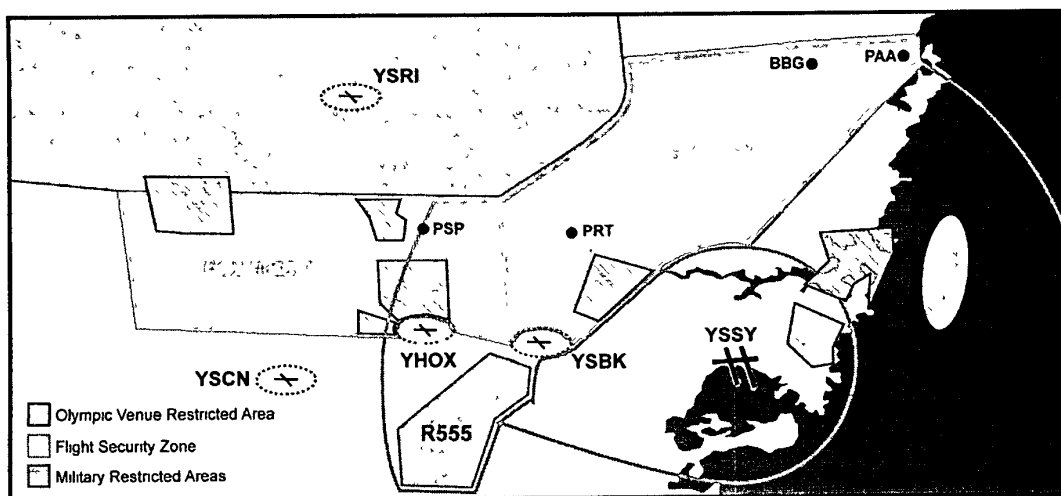 BBG
PAA
YSRI
PSP
PRT
YSSY
YHOX
YSBK
YSCN
R555
Olympic Venue Restricted Area
Flight Security Zone
Military Restricted Areas